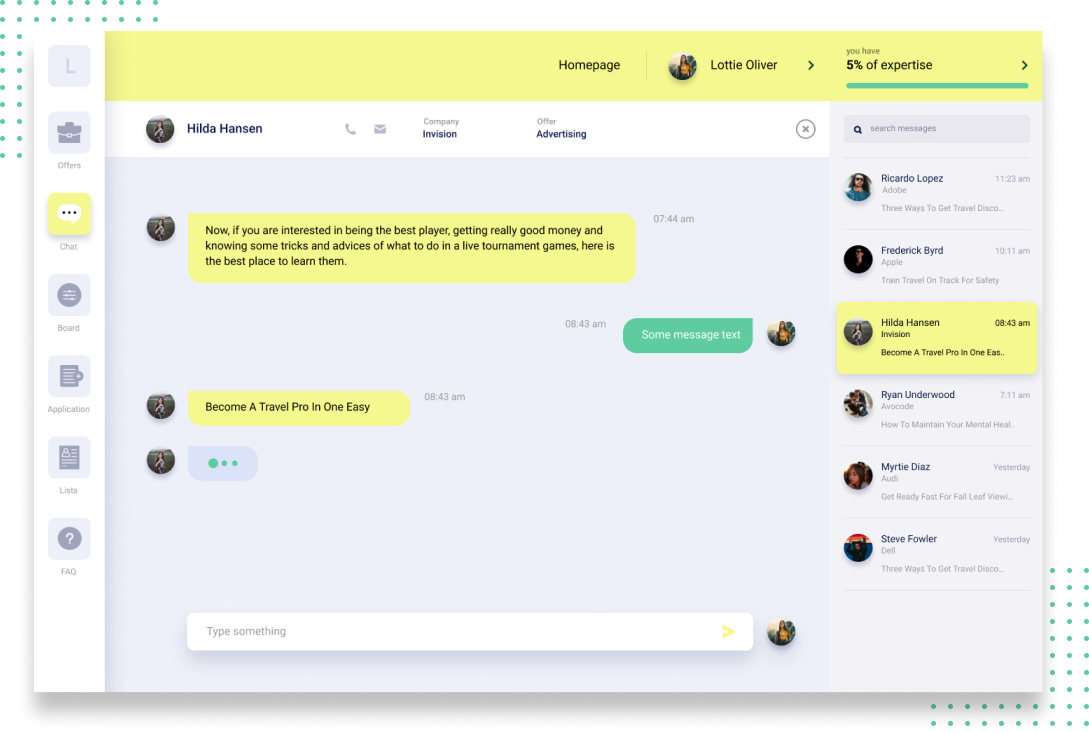 L
Homepage
Lottie Oliver
you have
5% of expertise
Offers
Chat
Board
Application
Lists
FAQ
Hilda Hansen
Company
Invision
Offer
Advertising
Now, if you are interested in being the best player, getting really good money and
knowing some tricks and advices of what to do in a live tournament games, here is
the best place to learn them.
07:44 am
08:43 am
Some message text
Become A Travel Pro In One Easy
08:43 am
Type something
search messages
Ricardo Lopez
11:23 am
Adobe
Three Ways To Get Travel Disco...
Frederick Byrd
10:11 am
Apple
Train Travel On Track For Safety
Hilda Hansen
08:43 am
Invision
Become A Travel Pro In One Eas..
Ryan Underwood
7:11 am
Avocode
How To Maintain Your Mental Heal..
Myrtie Diaz
Yesterday
Audi
Get Ready Fast For Fall Leaf Viewi...
Steve Fowler
Yesterday
Dell
Three Ways To Get Travel Disco...